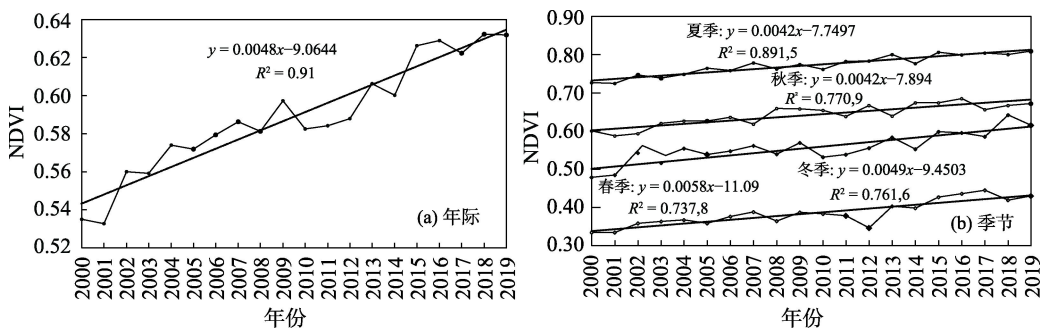 0.64
0.62
0.60
0.58
0.56
0.54
0.52
NDVI
y = 0.0048x−9.0644
R² = 0.91
(a) 年际
2000 2001 2002 2003 2004 2005 2006 2007 2008 2009 2010 2011 2012 2013 2014 2015 2016 2017 2018 2019
年份
0.90
0.80
0.70
0.60
0.50
0.40
0.30
NDVI
夏季: y = 0.0042x−7.7497
R² = 0.891,5
秋季: y = 0.0042x−7.894
R² = 0.770,9
冬季: y = 0.0049x−9.4503
R² = 0.761,6
春季: y = 0.0058x−11.09
R² = 0.737,8
(b) 季节
2000 2001 2002 2003 2004 2005 2006 2007 2008 2009 2010 2011 2012 2013 2014 2015 2016 2017 2018 2019
年份